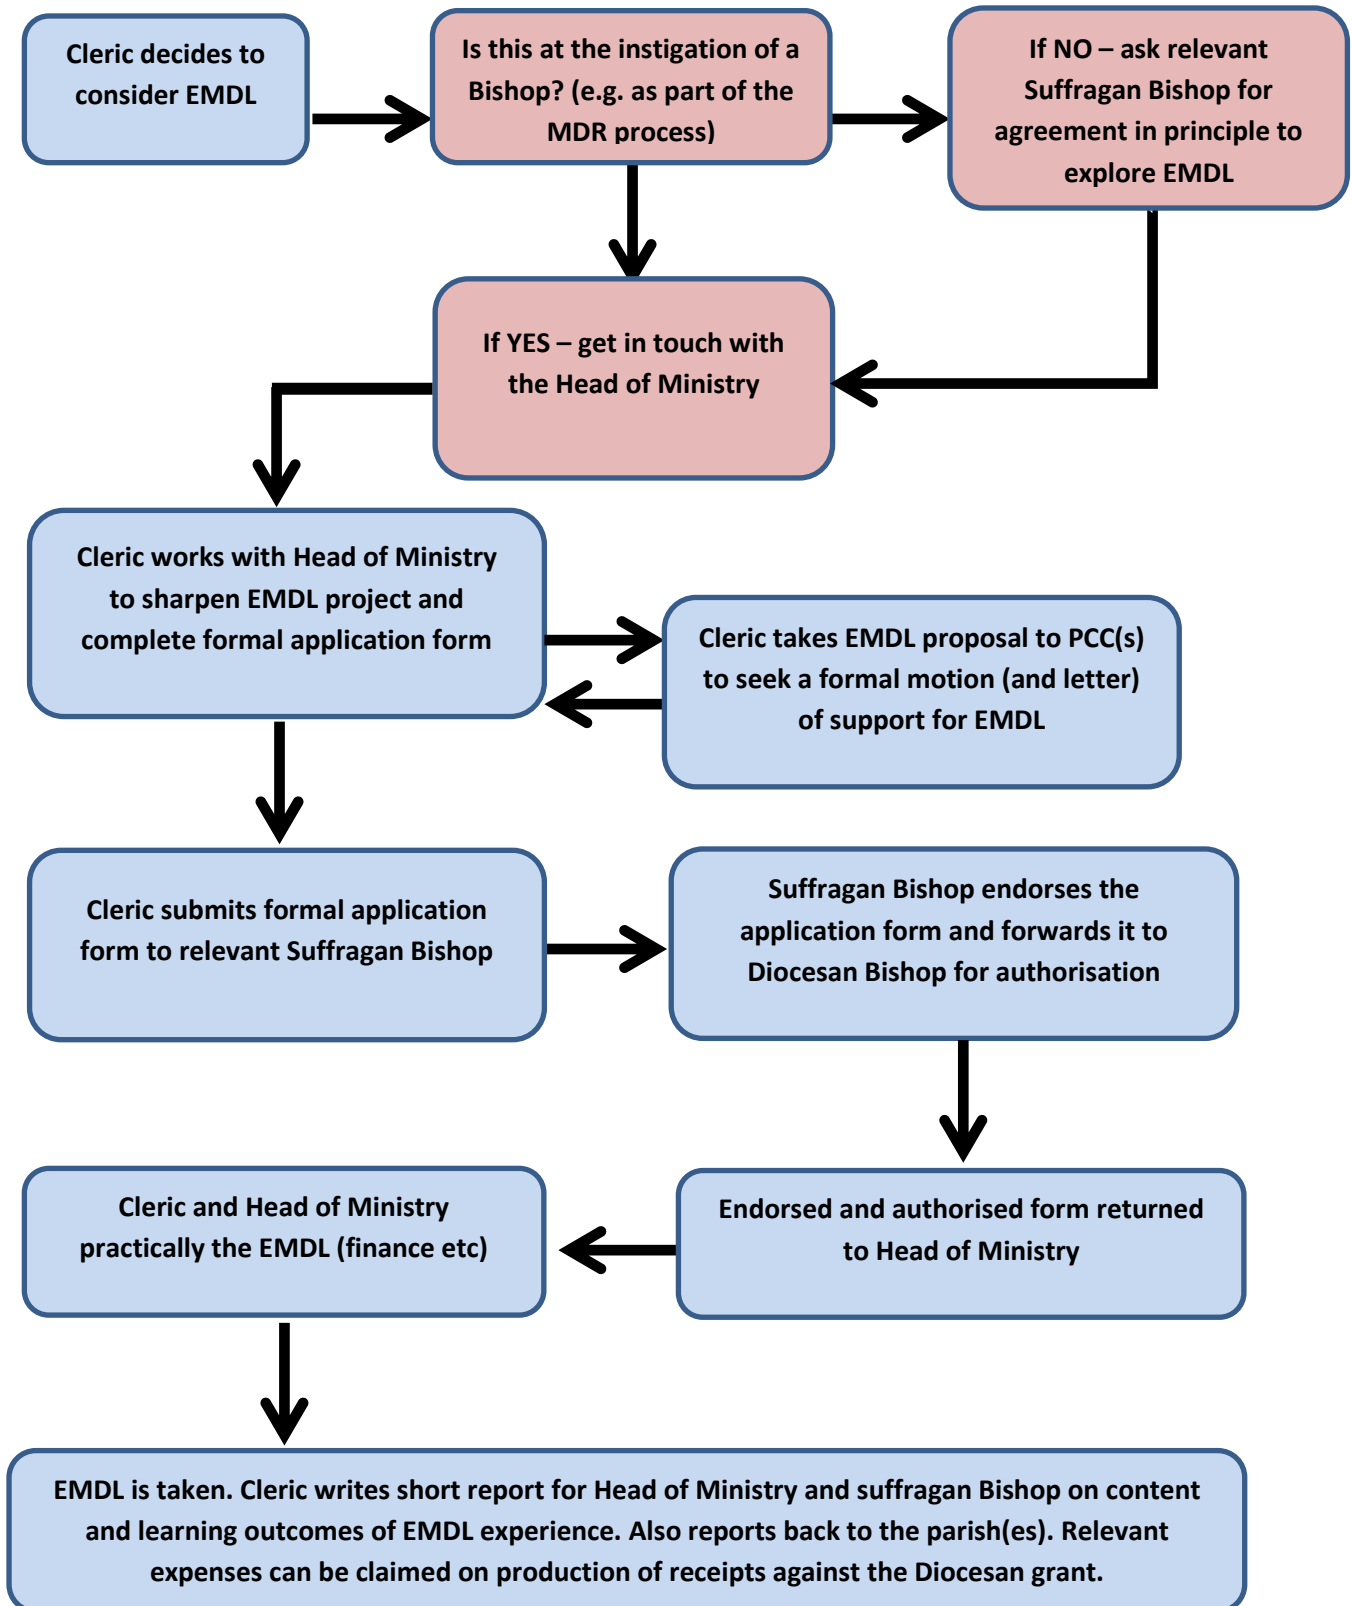 Cleric decides to
consider EMDL
Is this at the instigation of a
Bishop? (e.g. as part of the
MDR process)
If NO – ask relevant
Suffragan Bishop for
agreement in principle to
explore EMDL
If YES – get in touch with
the Head of Ministry
Cleric works with Head of Ministry
to sharpen EMDL project and
complete formal application form
Cleric takes EMDL proposal to PCC(s)
to seek a formal motion (and letter)
of support for EMDL
Cleric submits formal application
form to relevant Suffragan Bishop
Suffragan Bishop endorses the
application form and forwards it to
Diocesan Bishop for authorisation
Endorsed and authorised form returned
to Head of Ministry
Cleric and Head of Ministry
practically the EMDL (finance etc)
EMDL is taken. Cleric writes short report for Head of Ministry and suffragan Bishop on content
and learning outcomes of EMDL experience. Also reports back to the parish(es). Relevant
expenses can be claimed on production of receipts against the Diocesan grant.